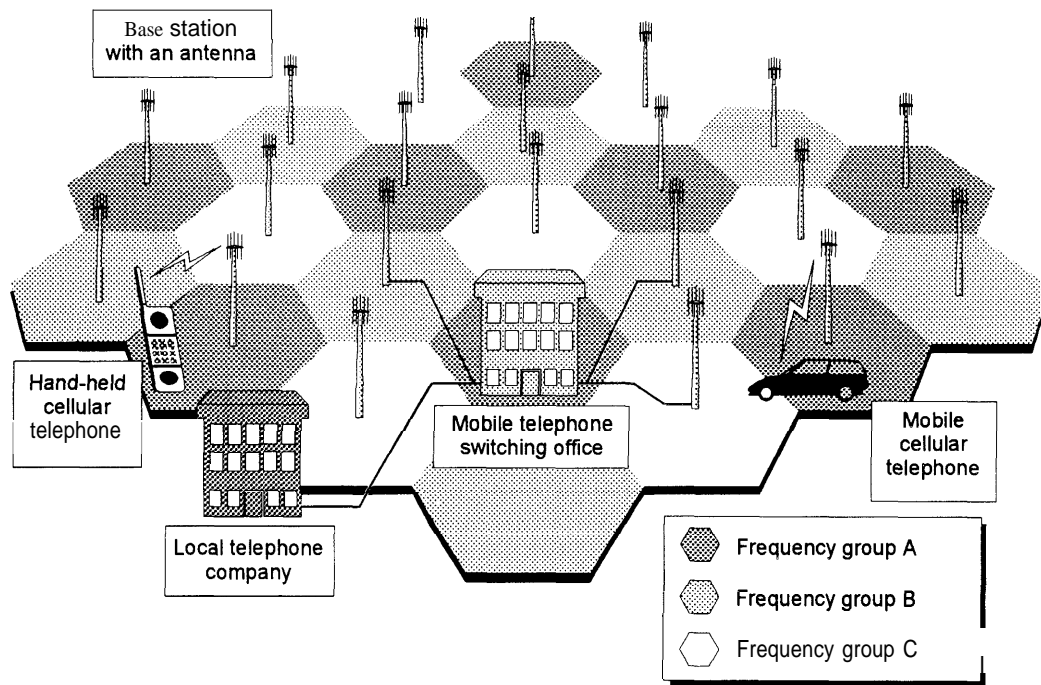 Base station
with an antenna
Hand-held
cellular
telephone
Mobile telephone
switching office
Mobile
cellular
telephone
Local telephone
company
Frequency group A
Frequency group B
Frequency group C